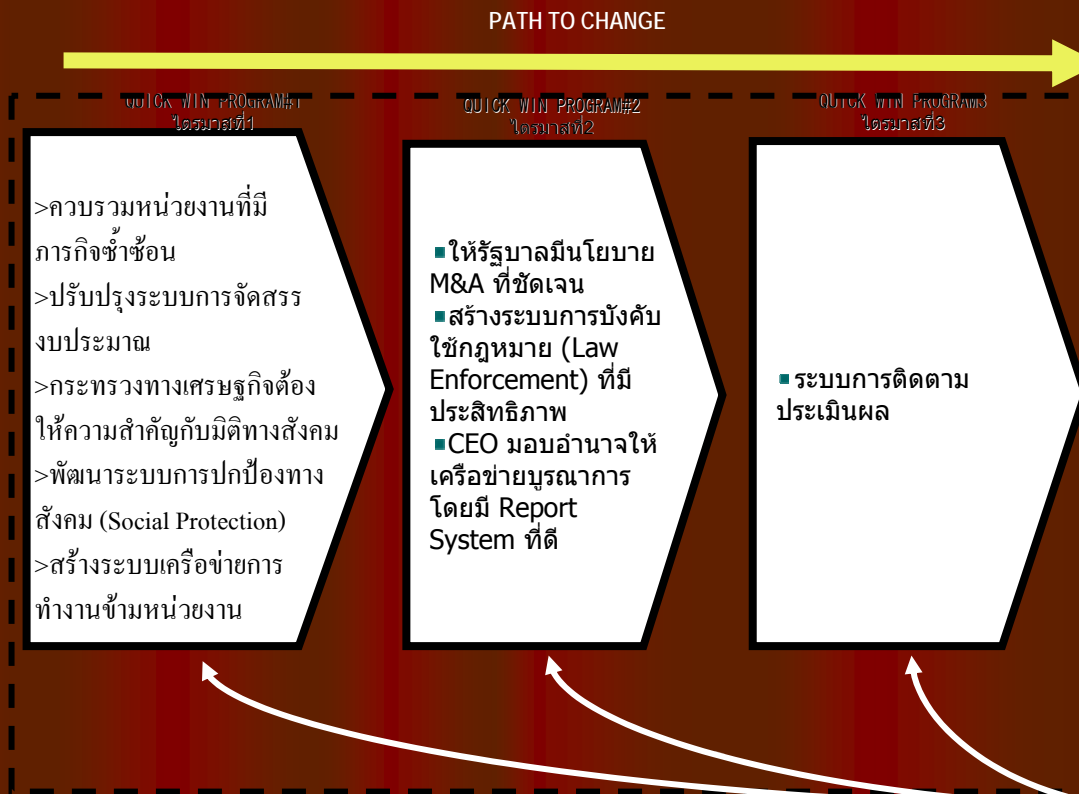 PATH TO CHANGE
QUICK WIN PROGRAM#1
ไตรมาสที่1
>ควบรวมหน่วยงานที่มี
ภารกิจซ้ำซ้อน
>ปรับปรุงระบบการจัดสรร
งบประมาณ
>กระทรวงทางเศรษฐกิจต้อง
ให้ความสำคัญกับมิติทางสังคม
>พัฒนาระบบการปกป้องทาง
สังคม (Social Protection)
>สร้างระบบเครือข่ายการ
ทำงานข้ามหน่วยงาน
QUICK WIN PROGRAM#2
ไตรมาสที่2
▪ให้รัฐบาลมีนโยบาย
M&A ที่ชัดเจน
▪สร้างระบบการบังคับ
ใช้กฎหมาย (Law
Enforcement) ที่มี
ประสิทธิภาพ
▪CEO มอบอำนาจให้
เครือข่ายบูรณาการ
โดยมี Report
System ที่ดี
QUICK WIN PROGRAM3
ไตรมาสที่3
▪ระบบการติดตาม
ประเมินผล